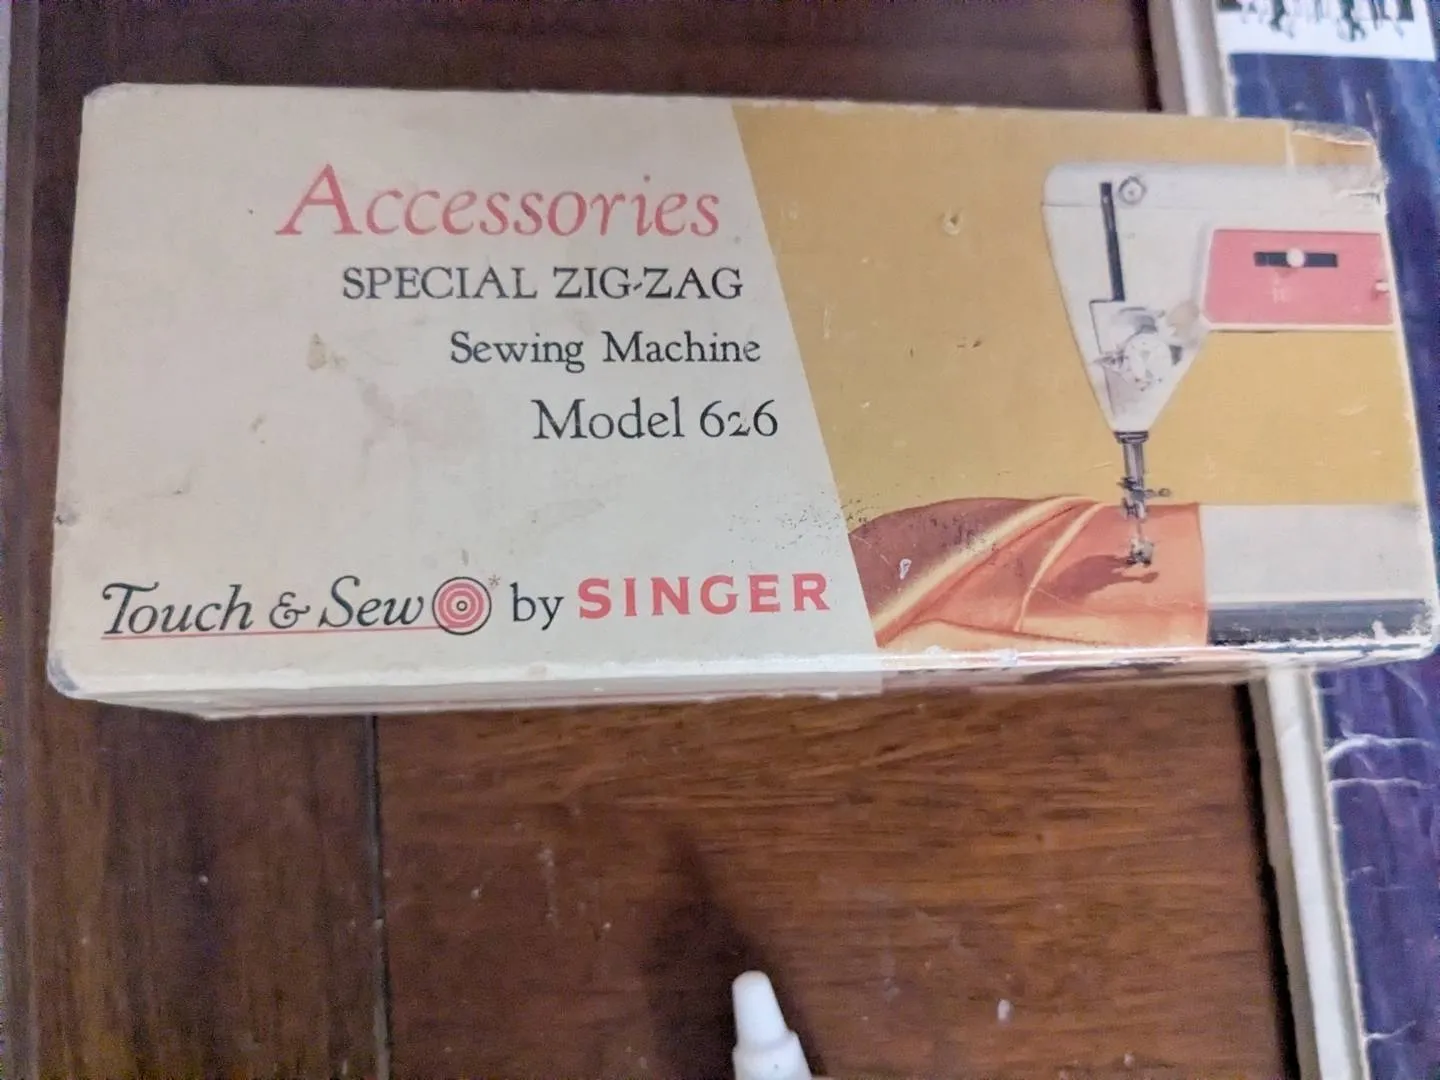 Accessories
SPECIAL ZIG-ZAG
Sewing Machine
Model 626
Touch & Sew* by SINGER